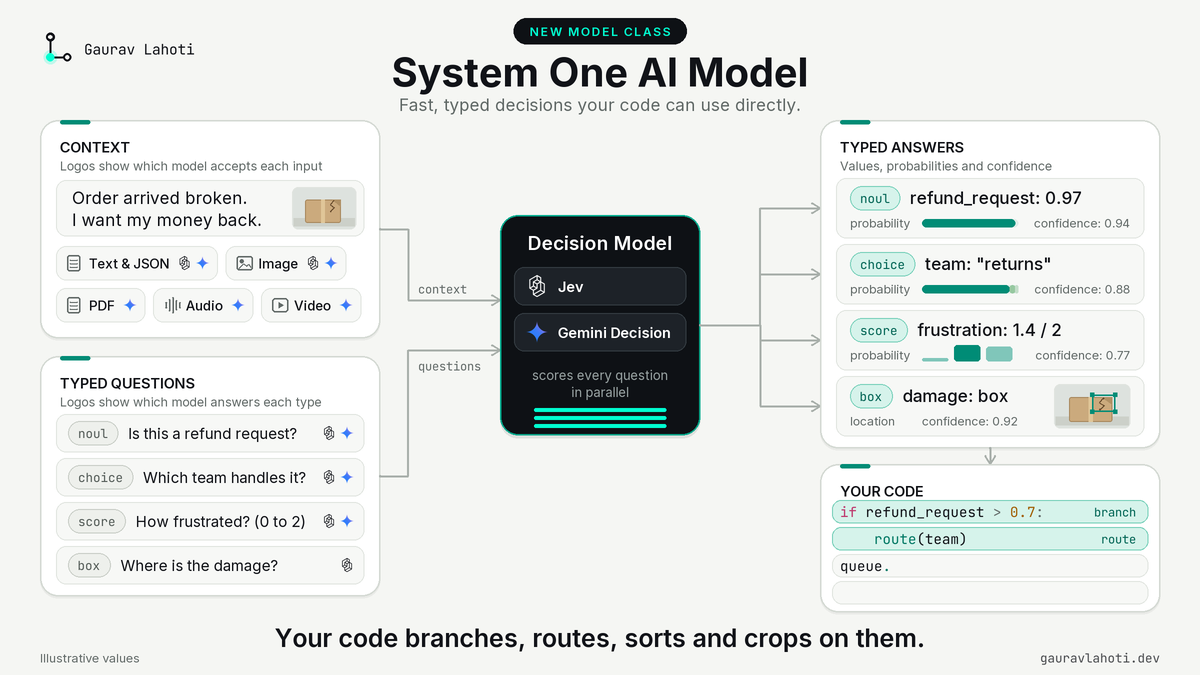 Gaurav Lahoti
NEW MODEL CLASS
System One AI Model
Fast, typed decisions your code can use directly.
CONTEXT
Logos show which model accepts each input
Order arrived broken.
I want my money back.
Text & JSON
Image
PDF
Audio
Video
TYPED QUESTIONS
Logos show which model answers each type
noul Is this a refund request?
choice Which team handles it?
score How frustrated? (0 to 2)
box Where is the damage?
context
questions
Decision Model
Jev
Gemini Decision
scores every question
in parallel
TYPED ANSWERS
Values, probabilities and confidence
noul refund_request: 0.97
probability confidence: 0.94
choice team: "returns"
probability confidence: 0.88
score frustration: 1.4 / 2
probability confidence: 0.77
box damage: box
location confidence: 0.92
YOUR CODE
if refund_request > 0.7: branch
route(team) route
queue.
Your code branches, routes, sorts and crops on them.
Illustrative values
gauravlahoti.dev